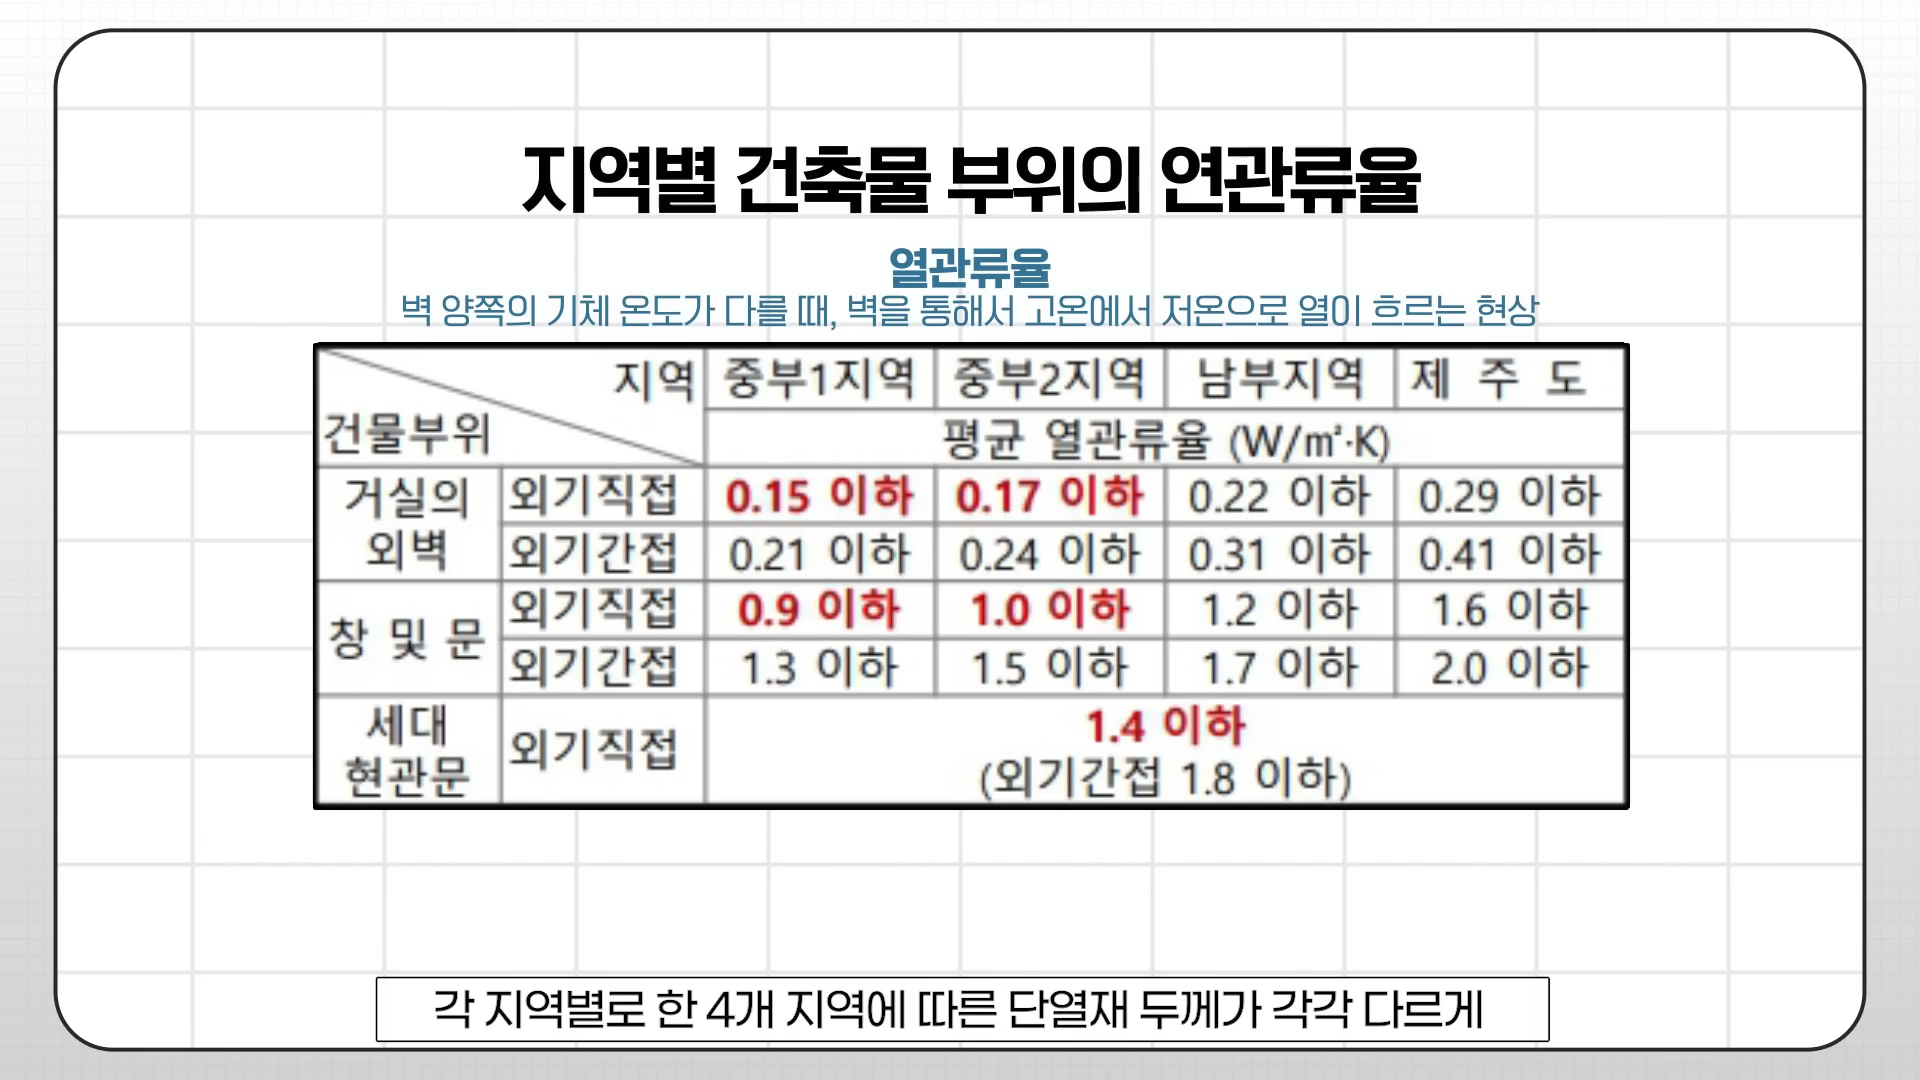 지역별 건축물 부위의 연관류율
열관류율
벽 양쪽의 기체 온도가 다를 때, 벽을 통해서 고온에서 저온으로 열이 흐르는 현상
지역 중부1지역 중부2지역 남부지역 제 주 도
건물부위 평균 열관류율 (W/㎡·K)
거실의 외벽 외기직접 0.15 이하 0.17 이하 0.22 이하 0.29 이하
외기간접 0.21 이하 0.24 이하 0.31 이하 0.41 이하
창 및 문 외기직접 0.9 이하 1.0 이하 1.2 이하 1.6 이하
외기간접 1.3 이하 1.5 이하 1.7 이하 2.0 이하
세대 현관문 외기직접 1.4 이하
(외기간접 1.8 이하)
각 지역별로 한 4개 지역에 따른 단열재 두께가 각각 다르게